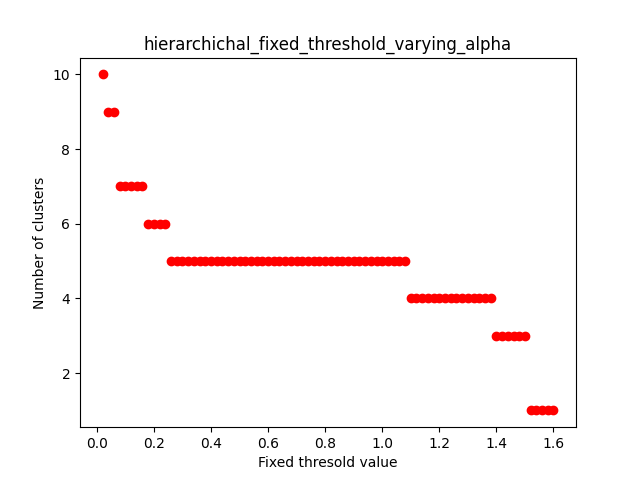 hierarchichal_fixed_threshold_varying_alpha
10
8
6
4
2
Number of clusters
0.0 0.2 0.4 0.6 0.8 1.0 1.2 1.4 1.6
Fixed thresold value